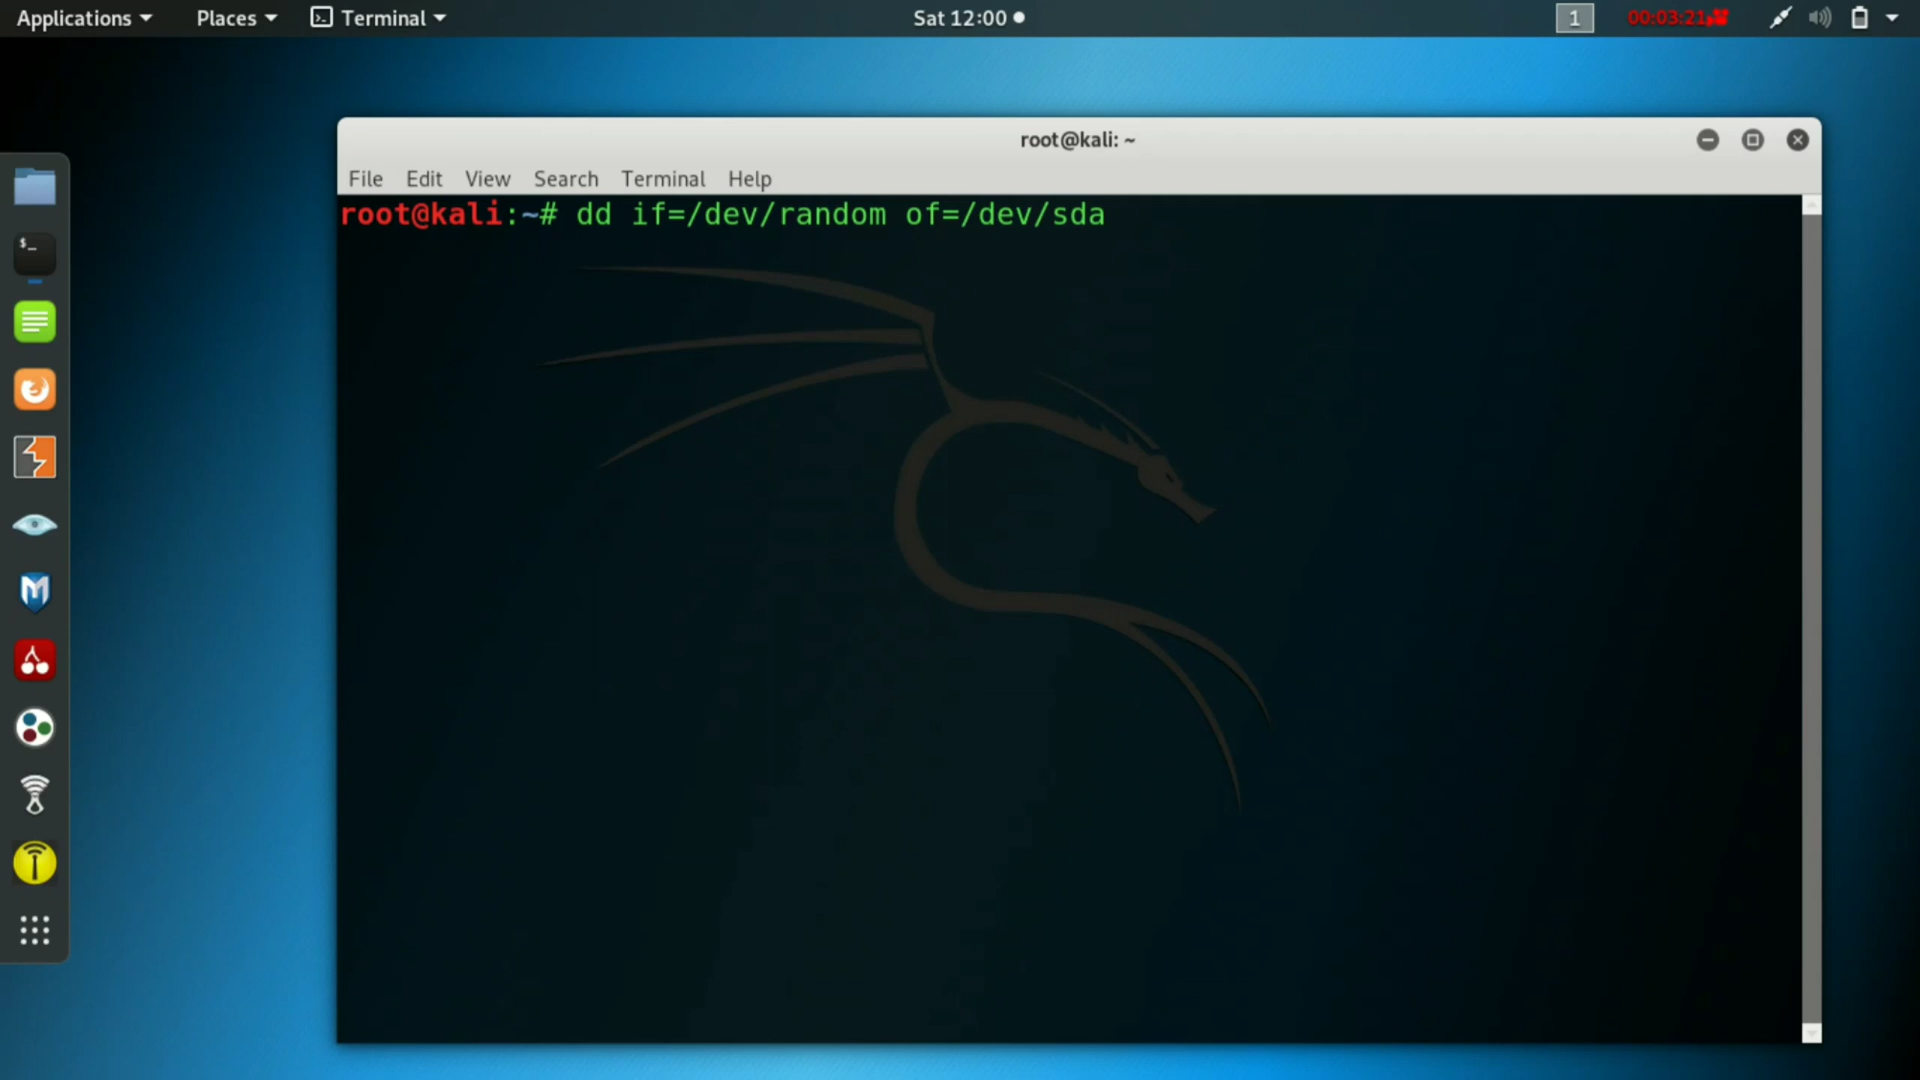 Applications Places Terminal Sat 12:00 1 00:03:21
root@kali: ~
File Edit View Search Terminal Help
root@kali:~# dd if=/dev/random of=/dev/sda
$_